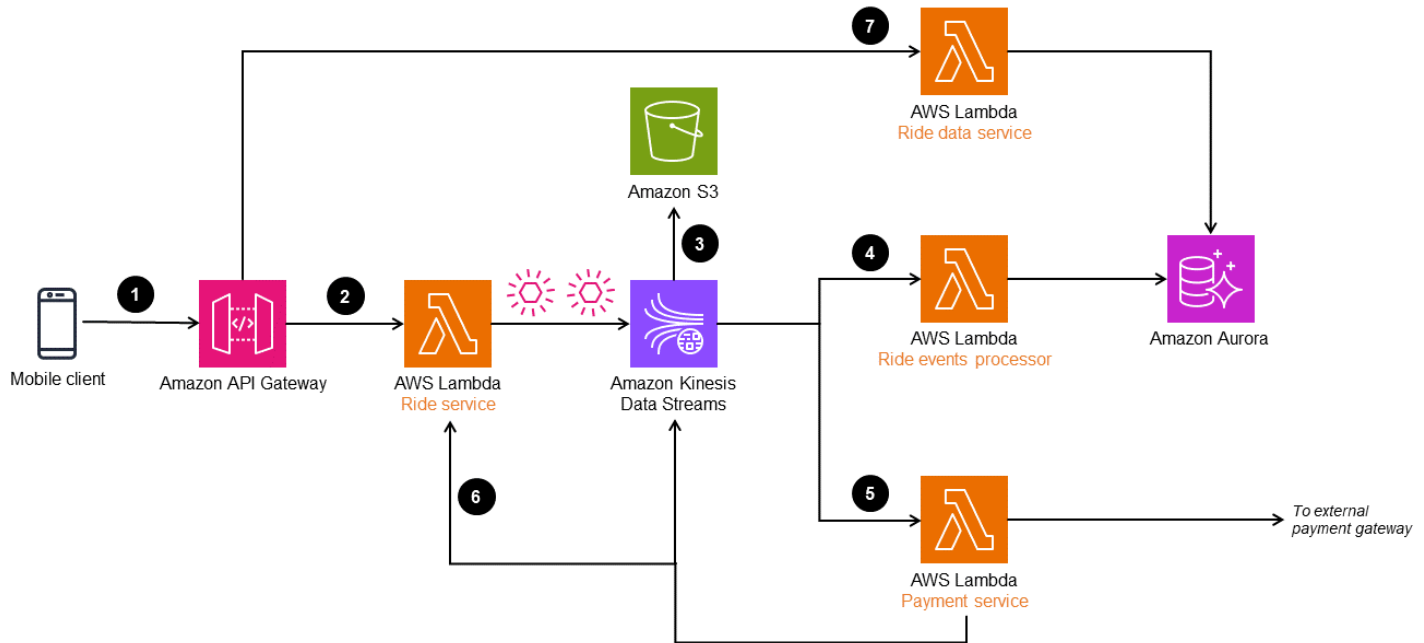 7
AWS Lambda
Ride data service
Amazon S3
3
4
1
2
Mobile client
Amazon API Gateway
AWS Lambda
Ride service
Amazon Kinesis
Data Streams
AWS Lambda
Ride events processor
Amazon Aurora
6
5
To external
payment gateway
AWS Lambda
Payment service